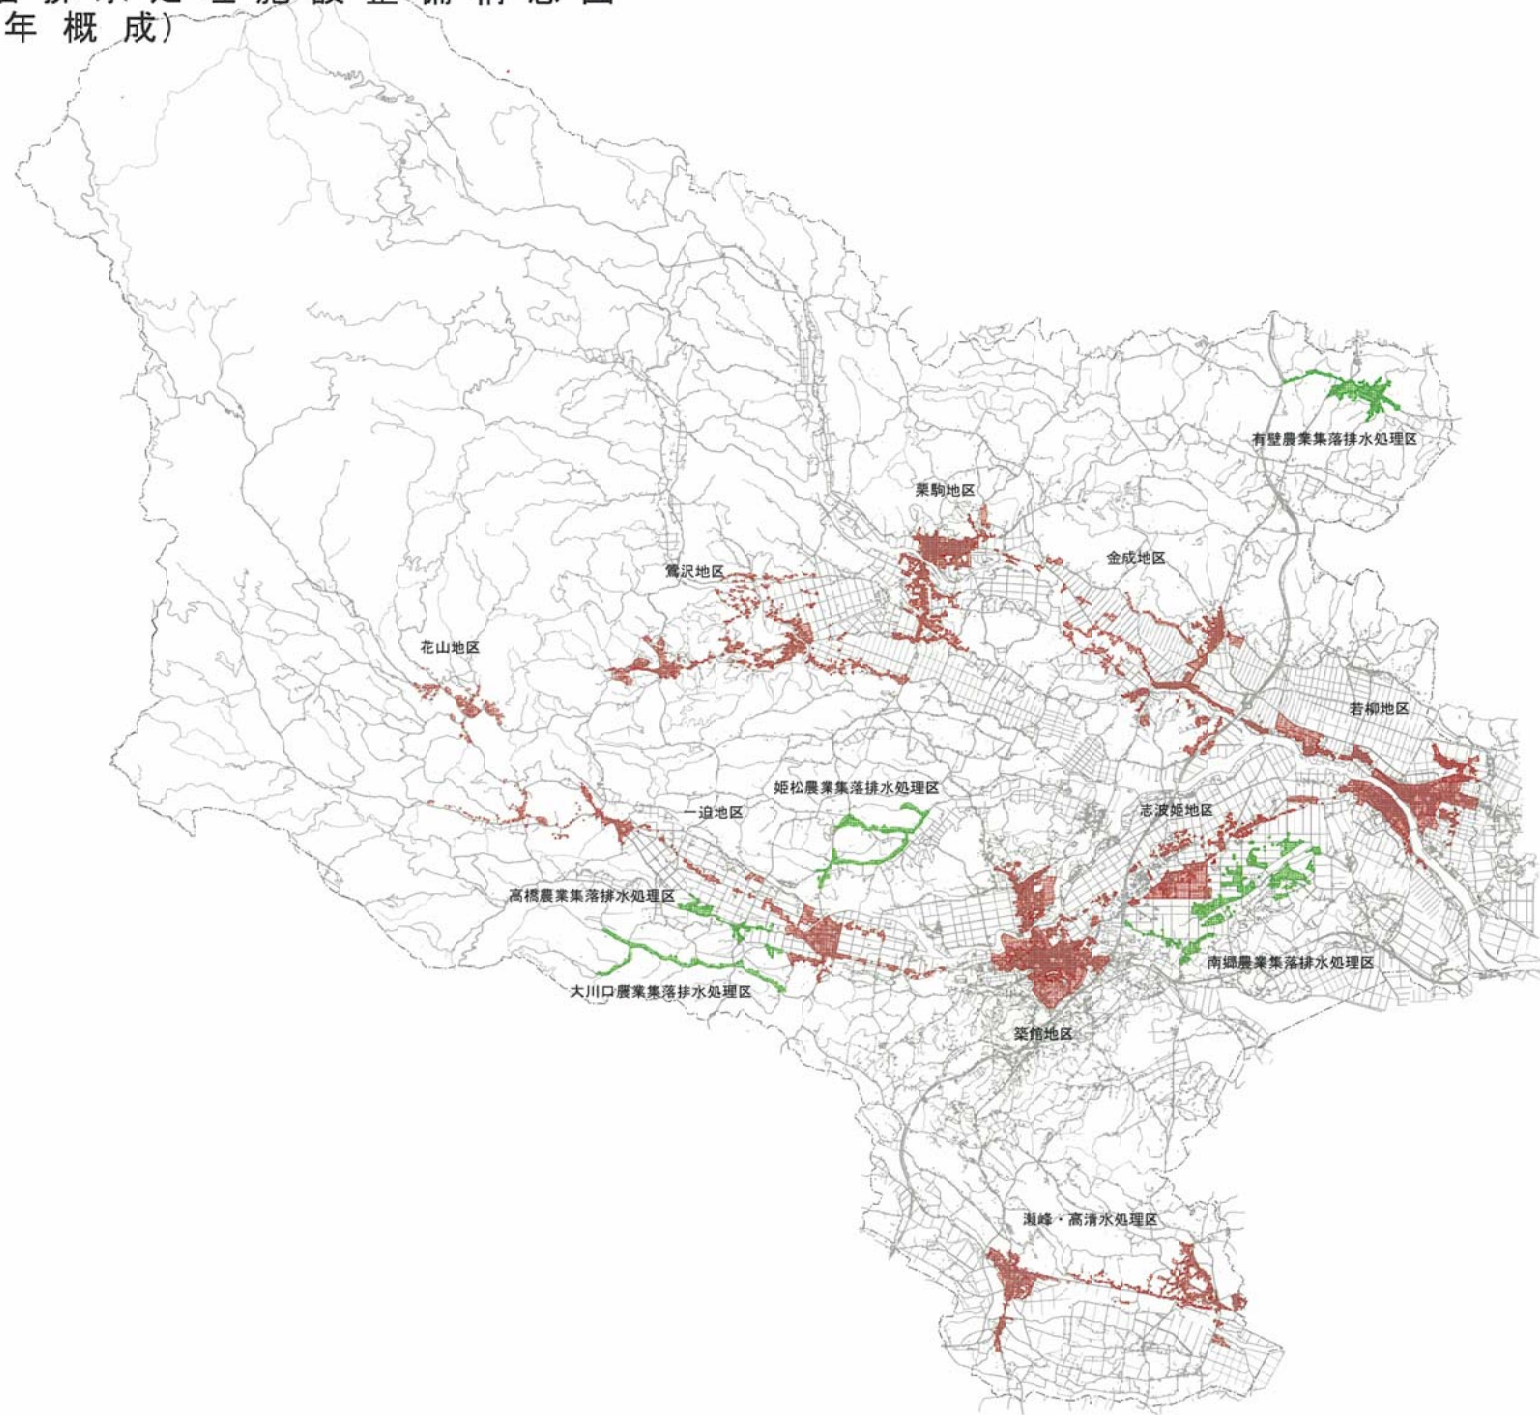 年 概 成)
有壁農業集落排水処理区
栗駒地区
金成地区
鶯沢地区
花山地区
若柳地区
姫松農業集落排水処理区
一迫地区
志波姫地区
高橋農業集落排水処理区
南郷農業集落排水処理区
大川口農業集落排水処理区
築館地区
瀬峰・高清水処理区